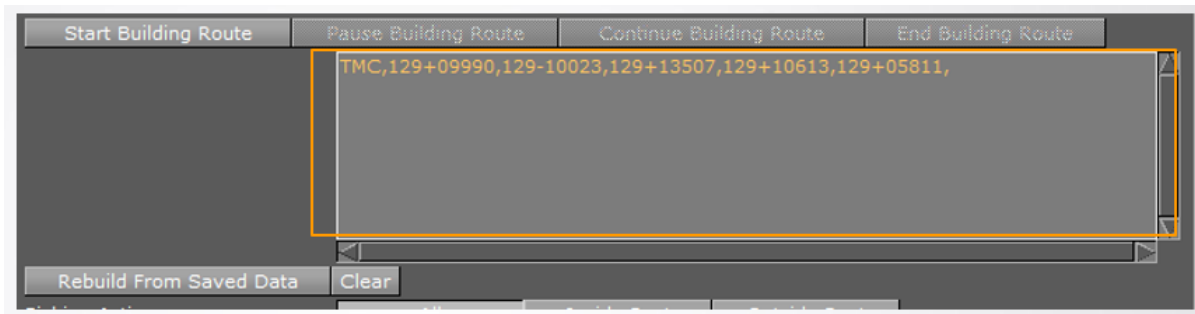 Start Building Route Pause Building Route Continue Building Route End Building Route
TMC,129+09990,129-10023,129+13507,129+10613,129+05811,
Rebuild From Saved Data Clear